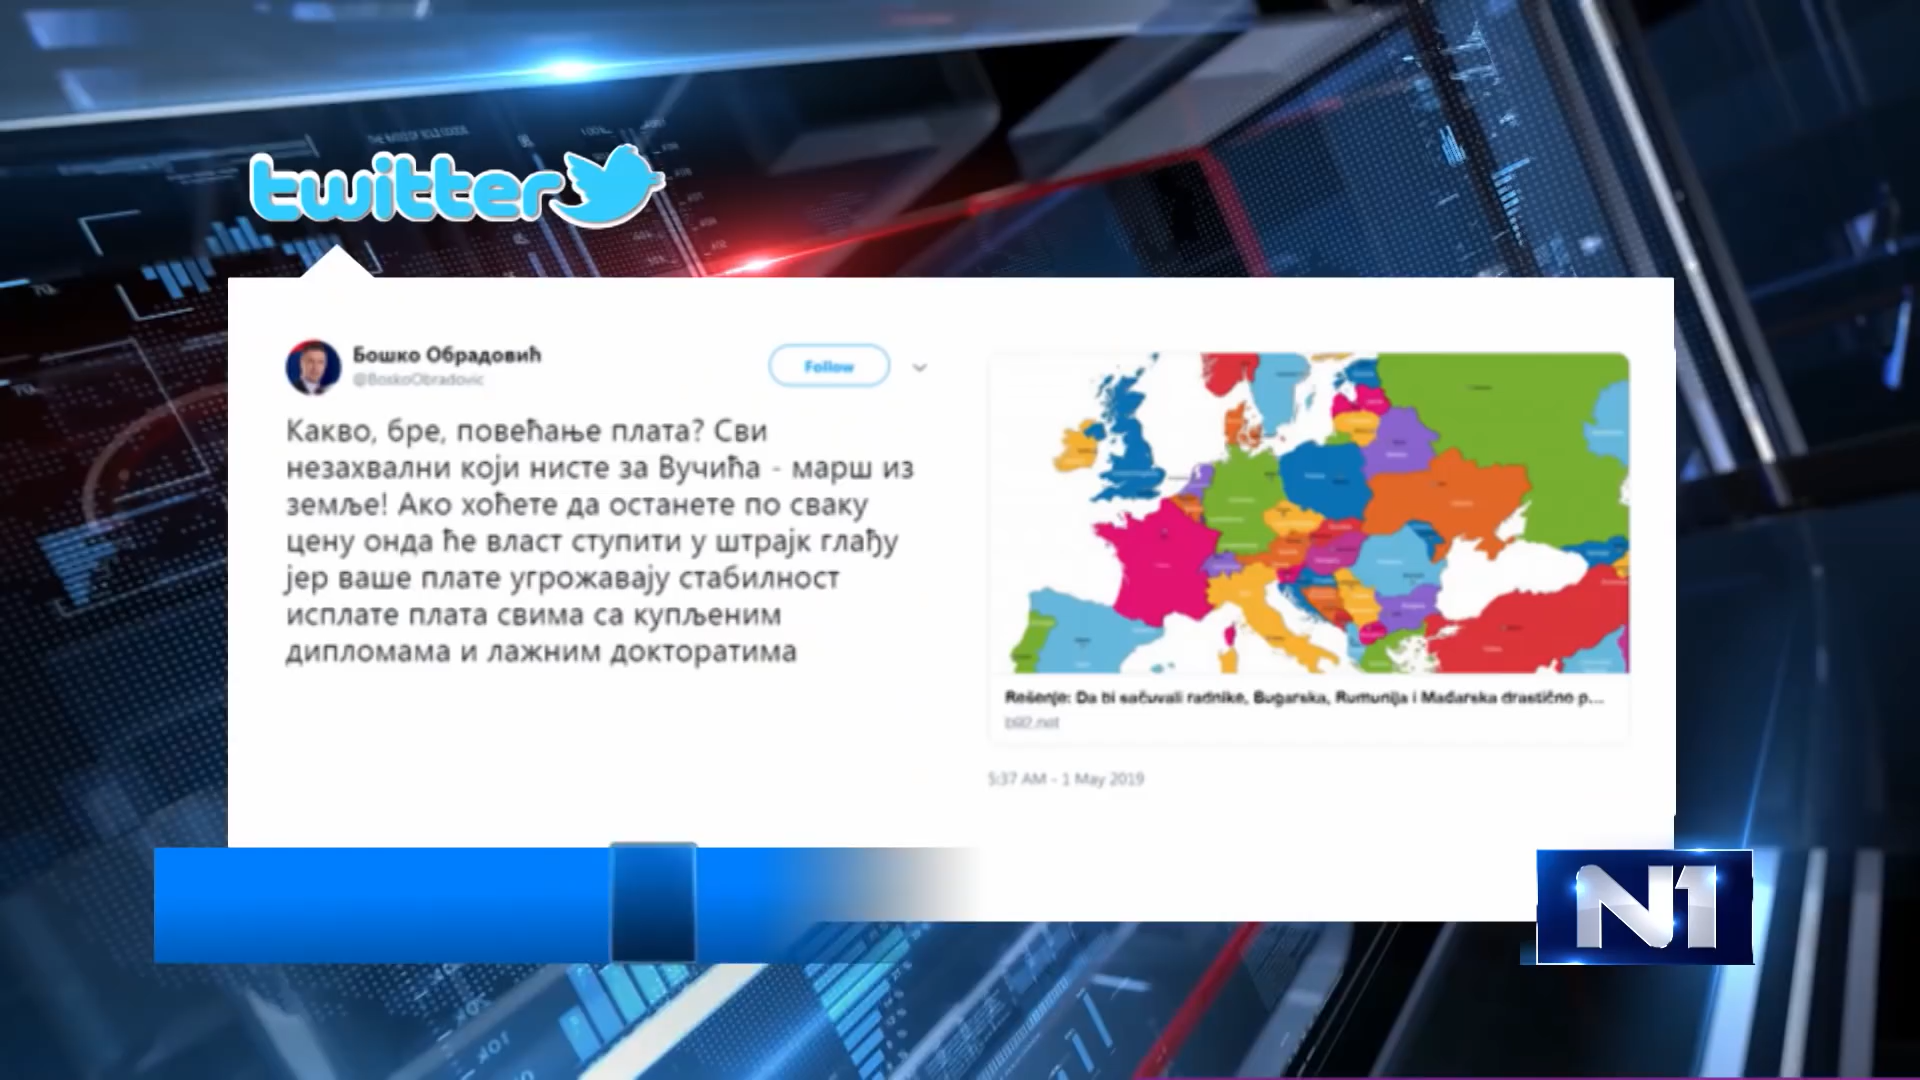 twitter
Бошко Обрадовић
@BoskoObradovic
Follow
Какво, бре, повећање плата? Сви
незахвални који нисте за Вучића - марш из
земље! Ако хоћете да останете по сваку
цену онда ће власт ступити у штрајк глађу
јер ваше плате угрожавају стабилност
исплате плата свима са купљеним
дипломама и лажним докторатима
Rešenje: Da bi sačuvali radnike, Bugarska, Rumunija i Mađarska drastično p...
b92.net
5:37 AM - 1 May 2019
N1